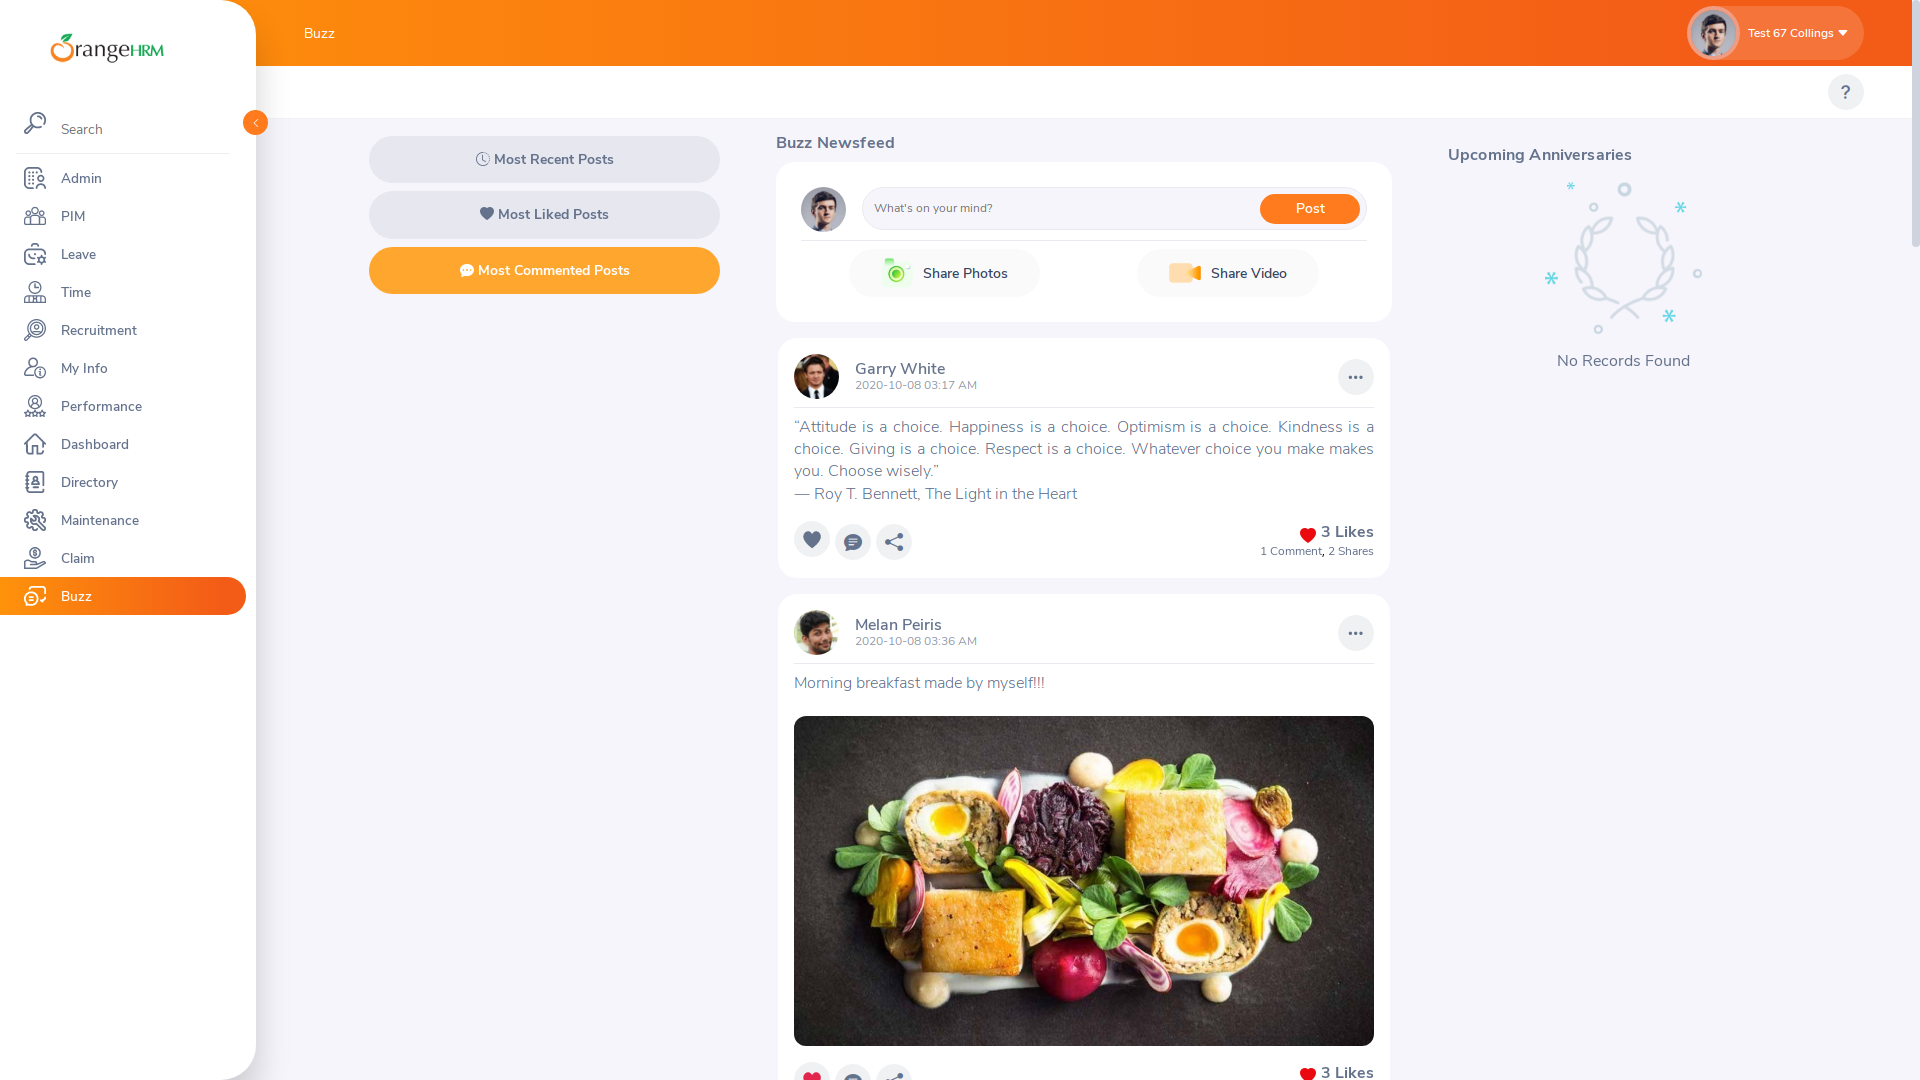 OrangeHRM
Search
Admin
PIM
Leave
Time
Recruitment
My Info
Performance
Dashboard
Directory
Maintenance
Claim
Buzz
Buzz
Test 67 Collings
?
Most Recent Posts
Most Liked Posts
Most Commented Posts
Buzz Newsfeed
What's on your mind?
Post
Share Photos
Share Video
Garry White
2020-10-08 03:17 AM
“Attitude is a choice. Happiness is a choice. Optimism is a choice. Kindness is a
choice. Giving is a choice. Respect is a choice. Whatever choice you make makes
you. Choose wisely.”
― Roy T. Bennett, The Light in the Heart
3 Likes
1 Comment, 2 Shares
Melan Peiris
2020-10-08 03:36 AM
Morning breakfast made by myself!!!
3 Likes
Upcoming Anniversaries
No Records Found